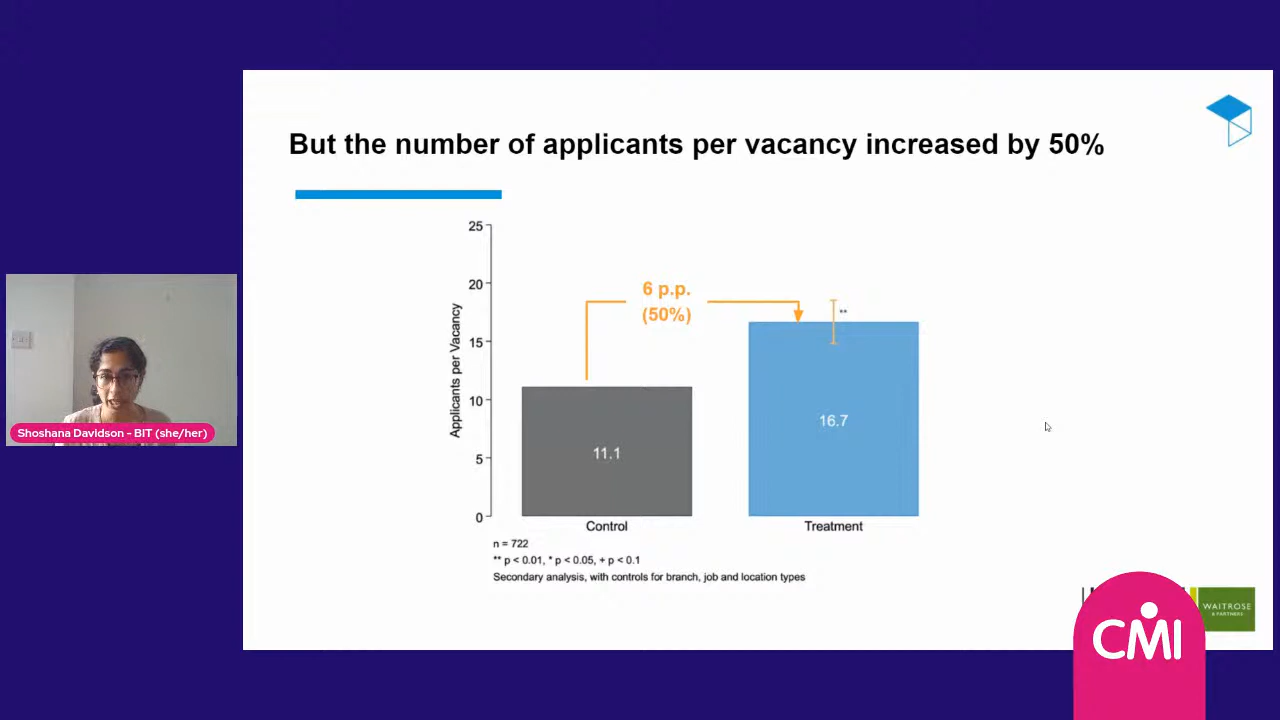 But the number of applicants per vacancy increased by 50%
25
20
15
10
5
0
Applicants per Vacancy
6 p.p.
(50%)
**
11.1
16.7
Control
Treatment
n = 722
** p < 0.01, * p < 0.05, + p < 0.1
Secondary analysis, with controls for branch, job and location types
Shoshana Davidson - BIT (she/her)
WAITROSE
& PARTNERS
CMI